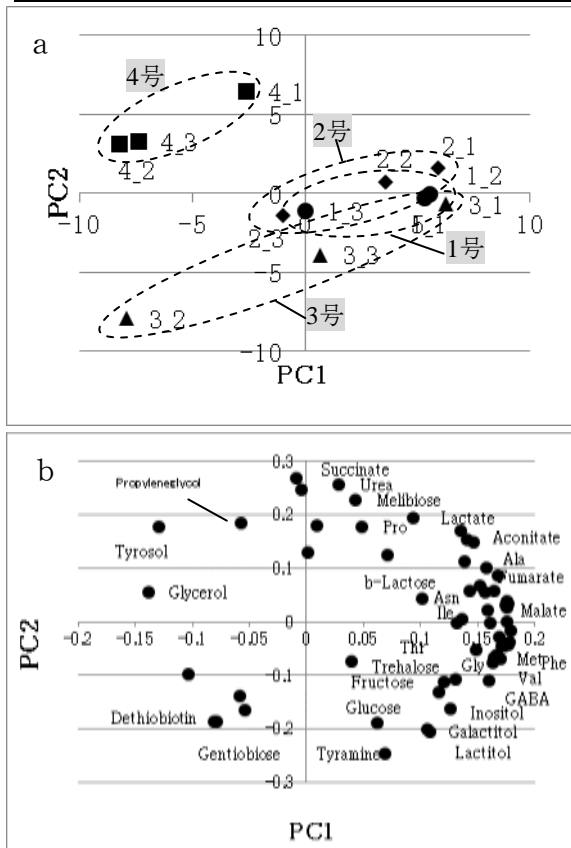 a
10
4号
4_1
5
2号
4_3
4_2
2_2
2_1
1_2
PC2
0
-10
-5
0
10
2_3
1_3
3_1
3_3
1号
-5
3_2
3号
-10
PC1
b
0.3
Succinate
Propyleneglycol
Urea
Melibiose
0.2
Lactate
Pro
Aconitate
Tyrosol
0.1
Ala
b-Lactose
Fumarate
Glycerol
Asn
Ile
Malate
PC2
0
-0.2
-0.15
-0.1
-0.05
0
0.05
0.1
0.15
0.2
Thr
Met
Phe
Trehalose
Gly
Val
-0.1
Fructose
GABA
Glucose
Inositol
Dethiobiotin
-0.2
Galactitol
Gentiobiose
Tyramine
Lactitol
-0.3
PC1